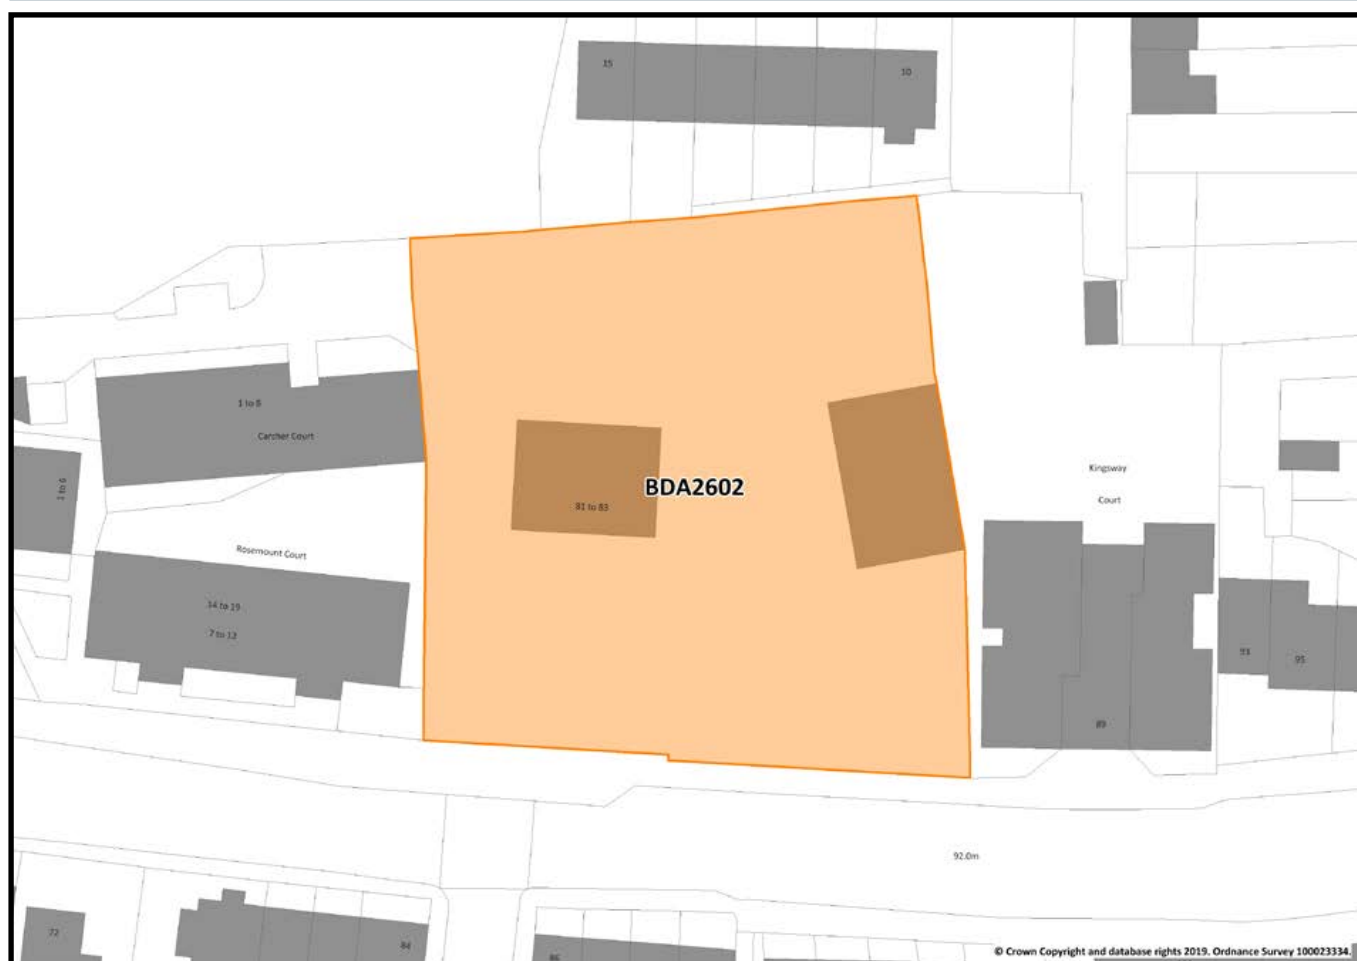 15
10
1 to 8
Carcher Court
1 to 6
BDA2602
81 to 83
Kingsway
Court
Rosemount Court
14 to 19
7 to 13
93
95
89
92.0m
72
84
86
© Crown Copyright and database rights 2019. Ordnance Survey 100023334.